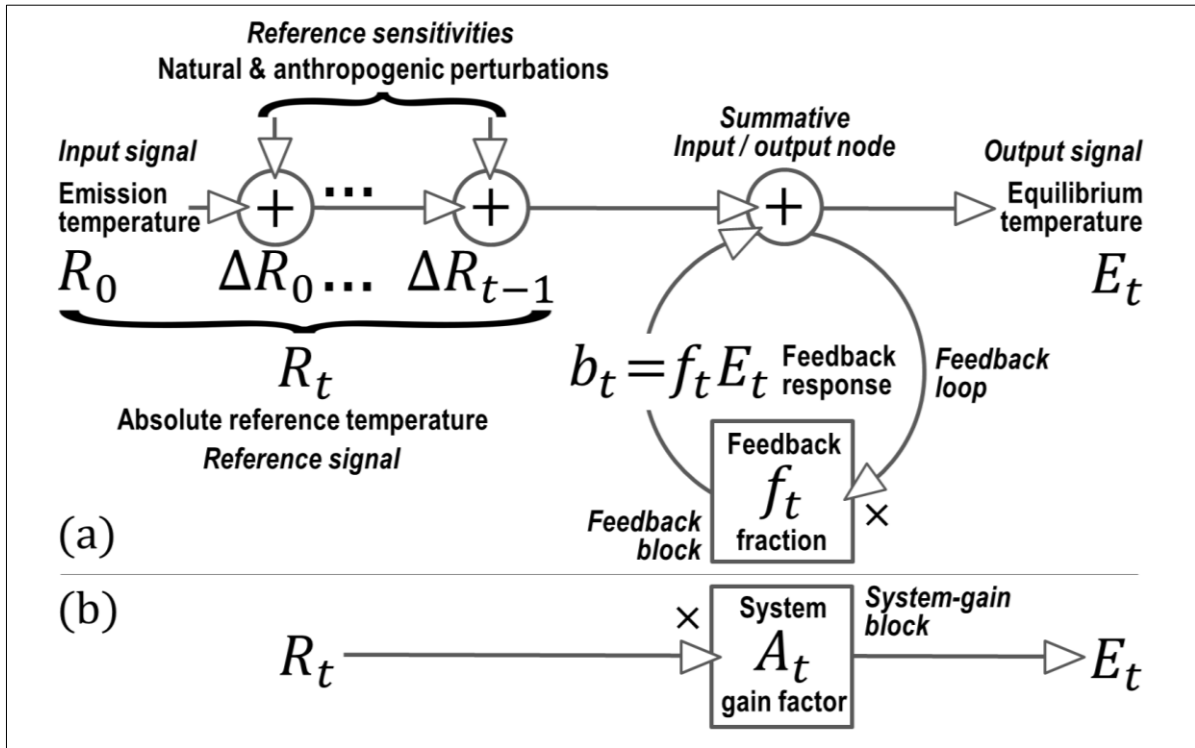 Reference sensitivities
Natural & anthropogenic perturbations
Input signal
Emission
temperature
+ ... +
R₀ ΔR₀ ... ΔRₜ₋₁
Rₜ
Absolute reference temperature
Reference signal
Summative
Input / output node
+
Output signal
Equilibrium
temperature
Eₜ
bₜ = fₜEₜ Feedback
response
Feedback
loop
Feedback
fₜ
fraction
×
Feedback
block
(a)
(b)
Rₜ
×
System
Aₜ
gain factor
System-gain
block
Eₜ